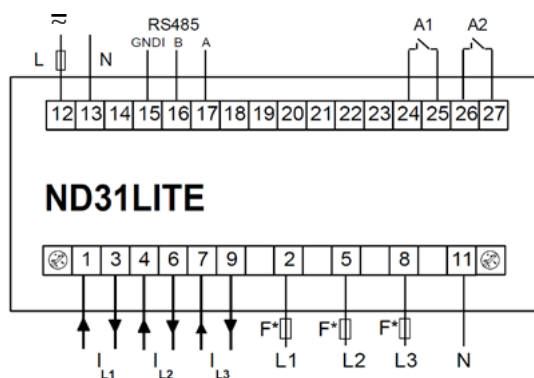 ≂
RS485 A1 A2
GNDI B A
L N
12 13 14 15 16 17 18 19 20 21 22 23 24 25 26 27
ND31LITE
1 3 4 6 7 9 2 5 8 11
F* F* F*
I L1 I L2 I L3 L1 L2 L3 N